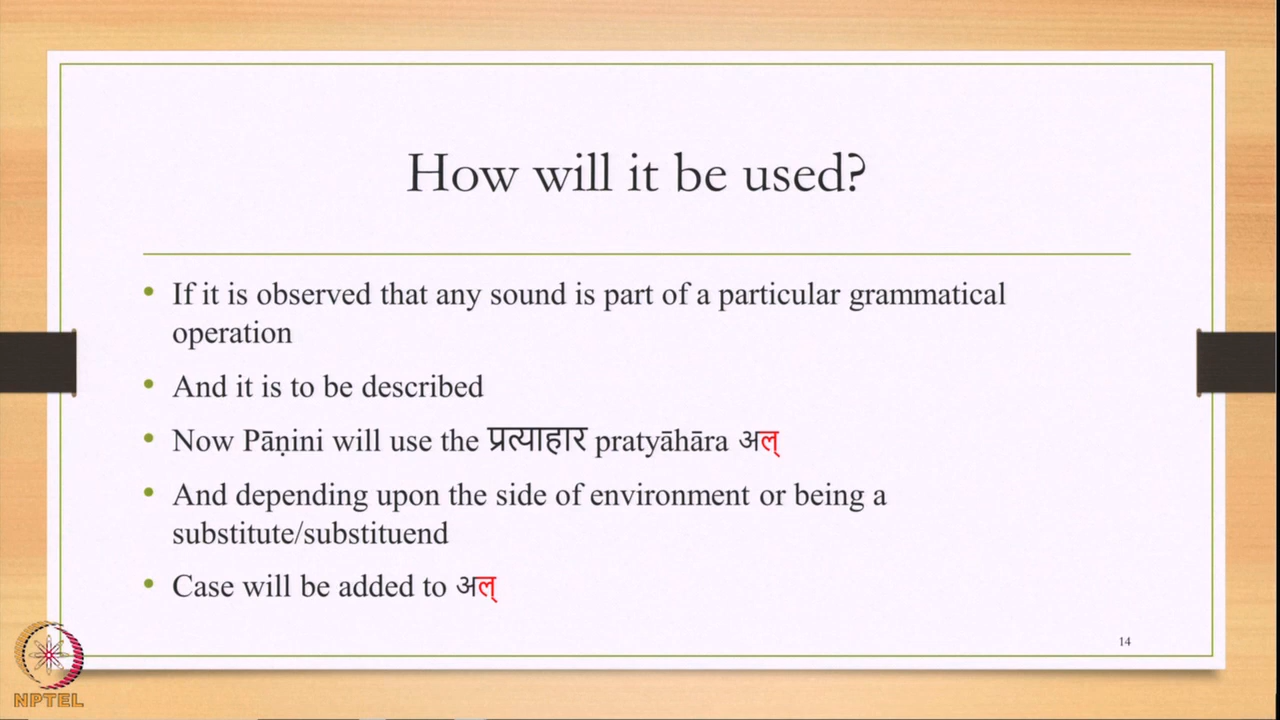 How will it be used?
• If it is observed that any sound is part of a particular grammatical
operation
• And it is to be described
• Now Pāṇini will use the प्रत्याहार pratyāhāra अल्
• And depending upon the side of environment or being a
substitute/substituend
• Case will be added to अल्
14
NPTEL